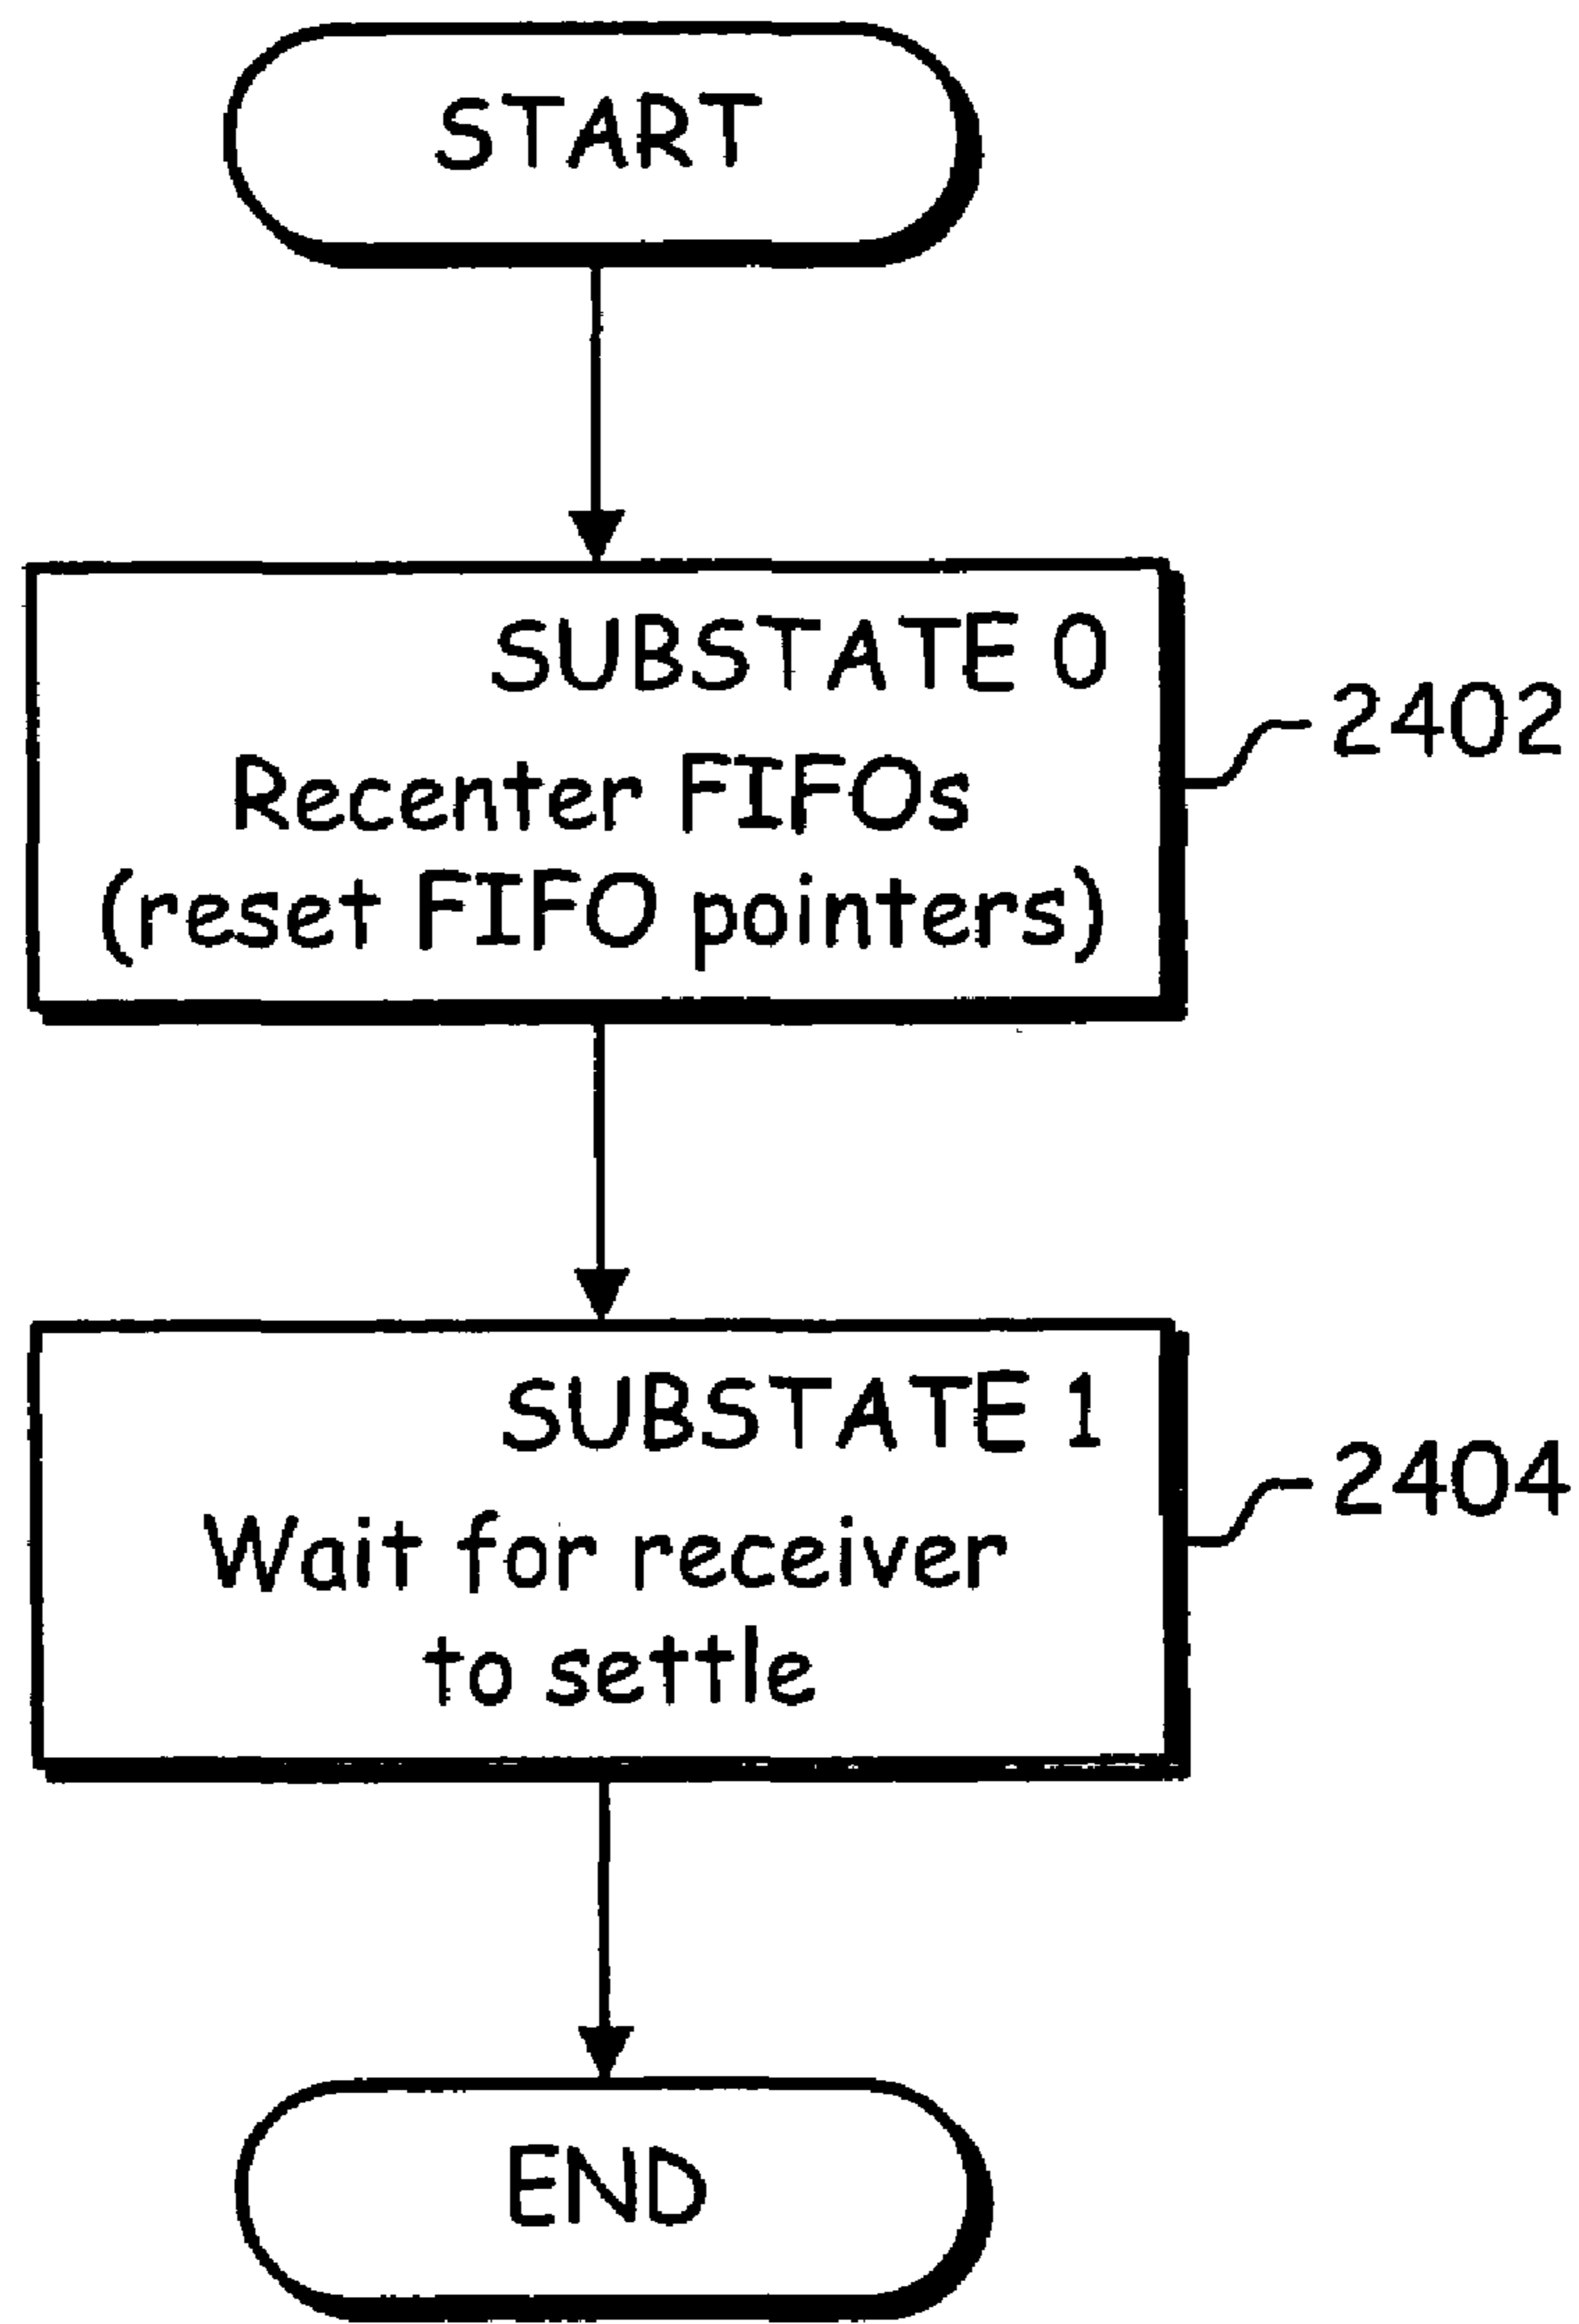 START
SUBSTATE 0
2402
Recenter FIFOs
(reset FIFO pointers)
SUBSTATE 1
2404
Wait for receiver
to settle
END